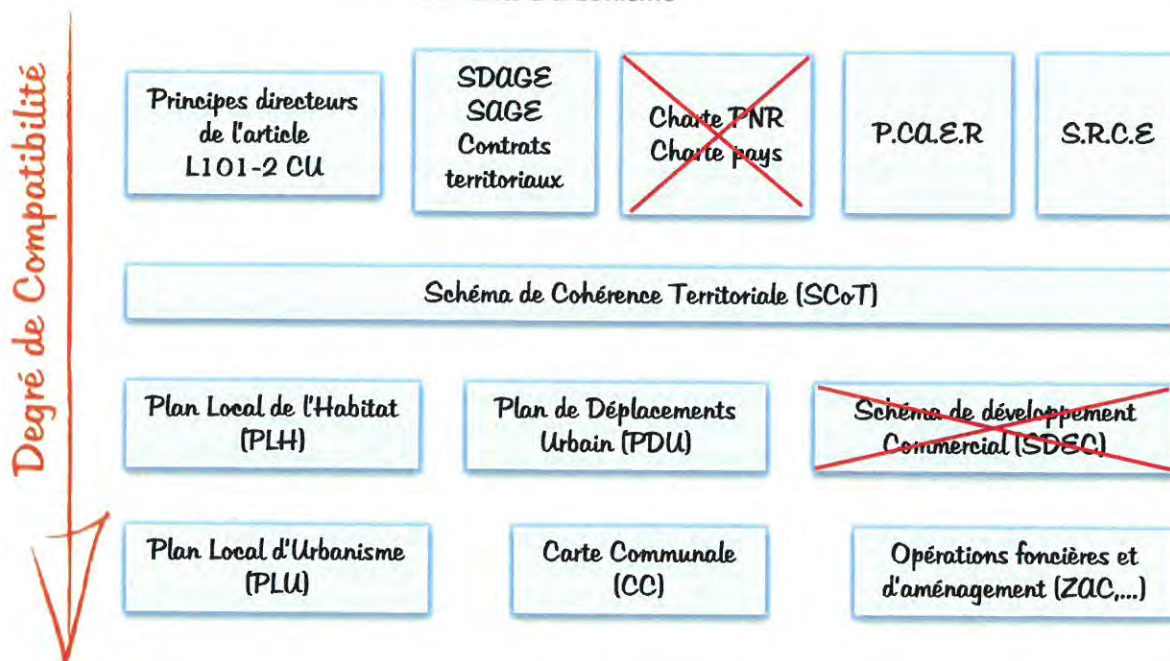 Degré de Compatibilité
Principes directeurs
de l'article
L101-2 CU
SDAGE
SAGE
Contrats
territoriaux
Charte PNR
Charte pays
P.C.A.E.R
S.R.C.E
Schéma de Cohérence Territoriale (SCoT)
Plan Local de l'Habitat
(PLH)
Plan de Déplacements
Urbain (PDU)
Schéma de développement
Commercial (SDEC)
Plan Local d'Urbanisme
(PLU)
Carte Communale
(CC)
Opérations foncières et
d'aménagement (ZAC,...)